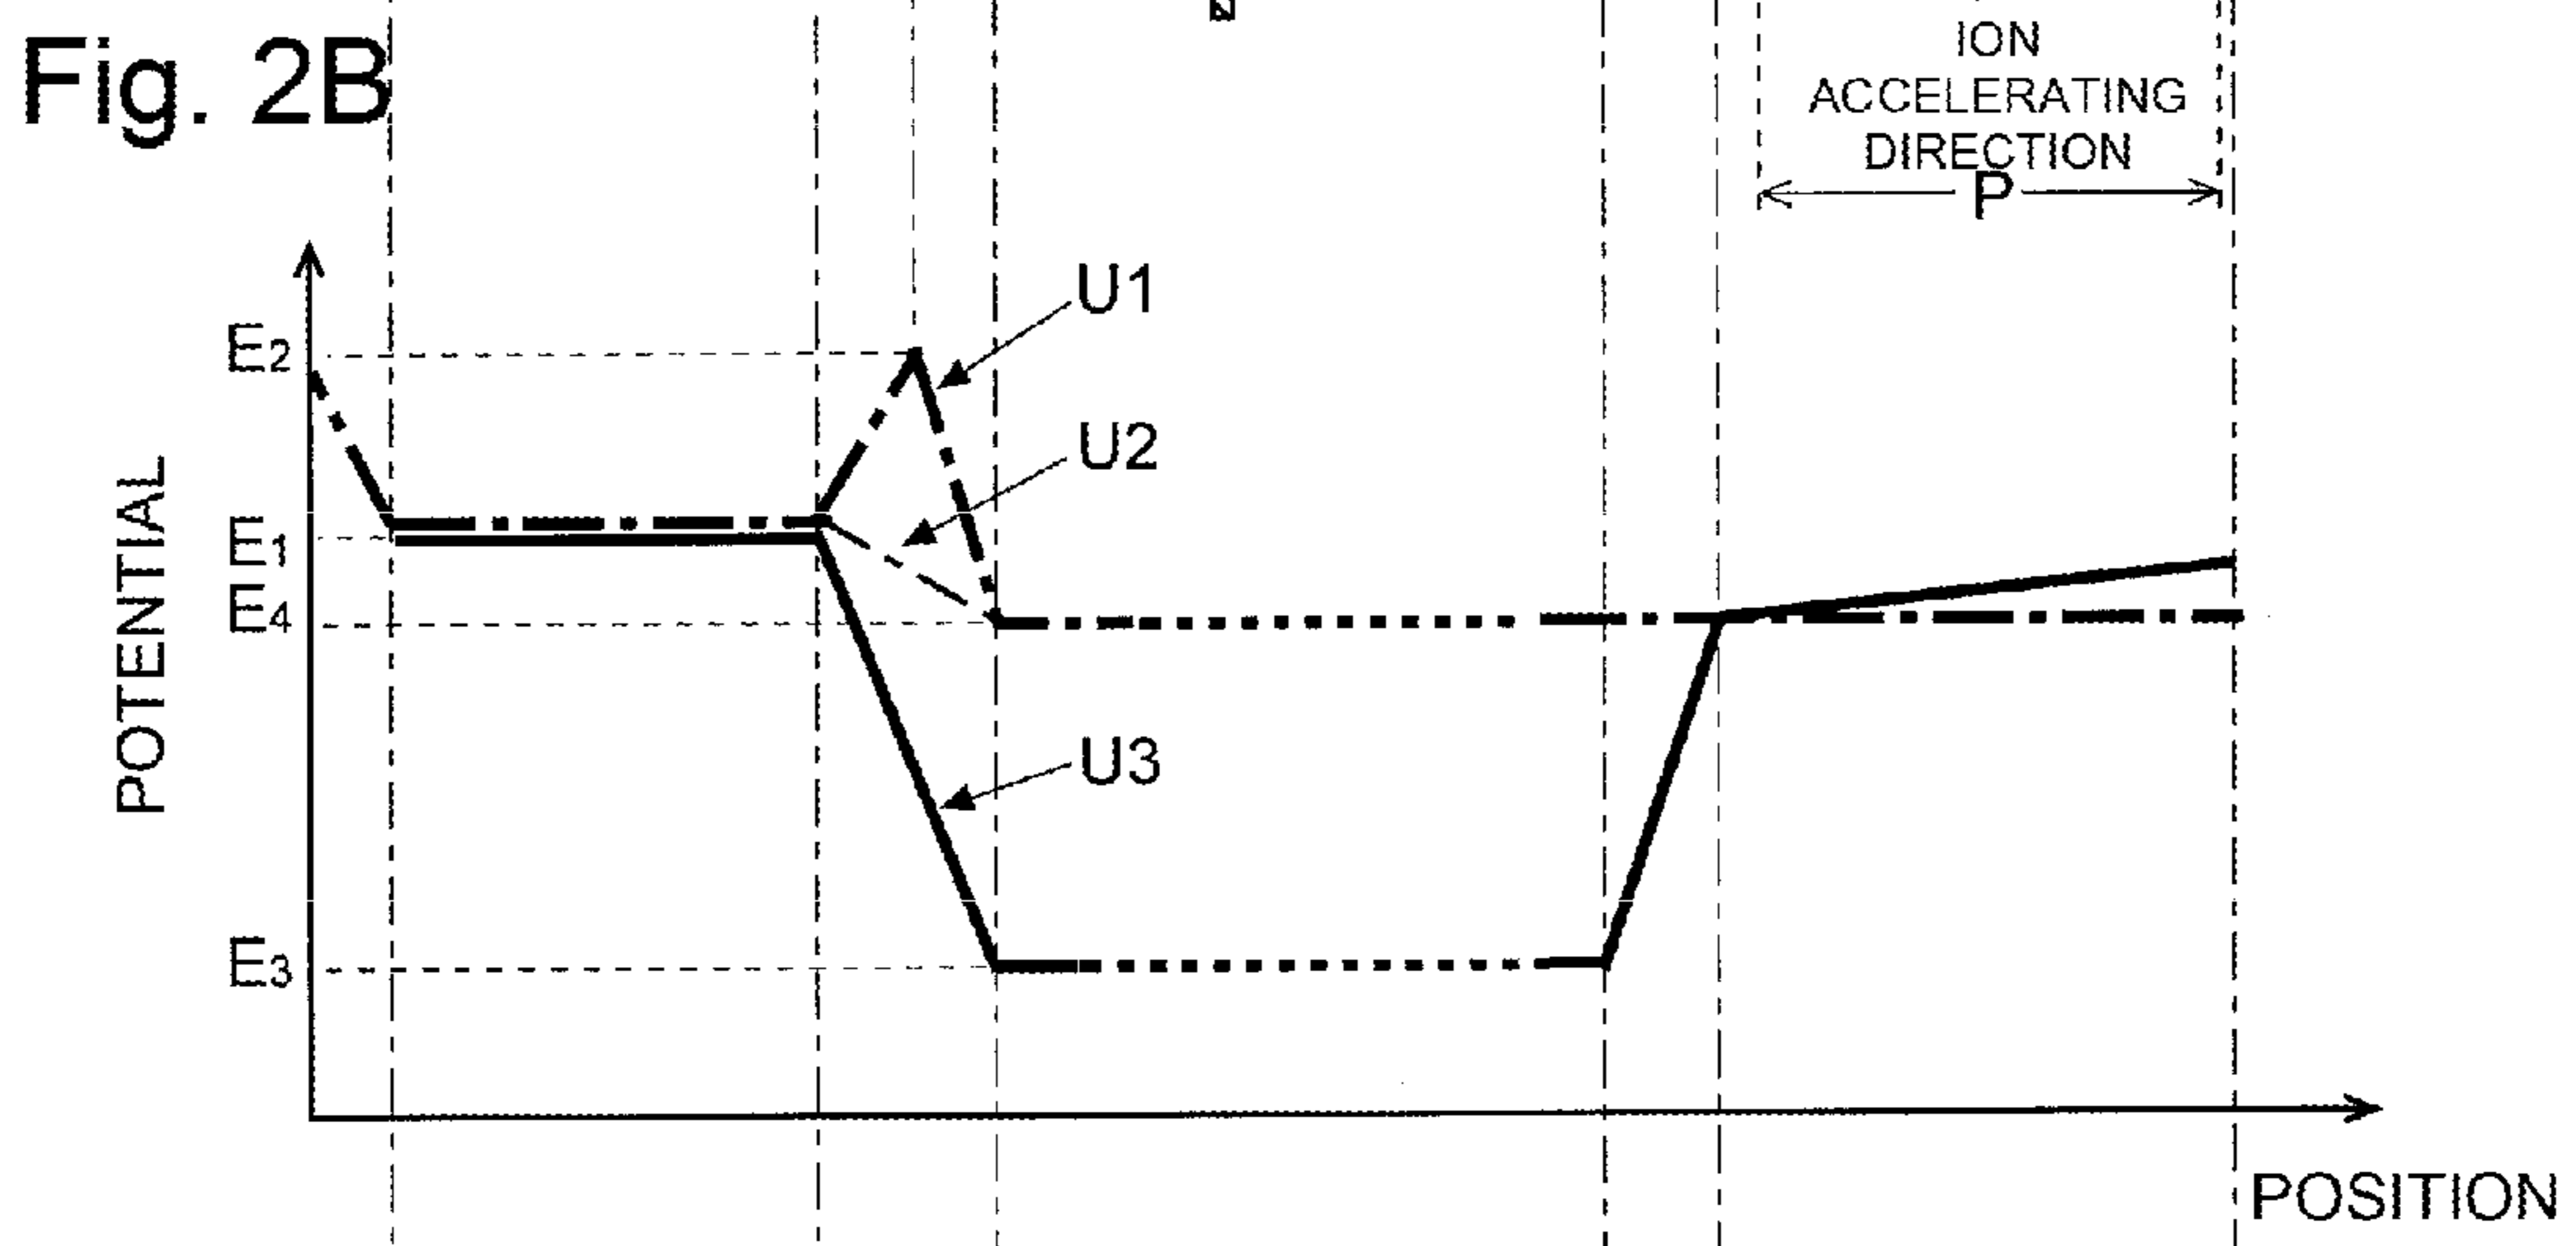 Fig. 2B
ION
ACCELERATING
DIRECTION
P
U1
E2
U2
E1
E4
POTENTIAL
U3
E3
POSITION